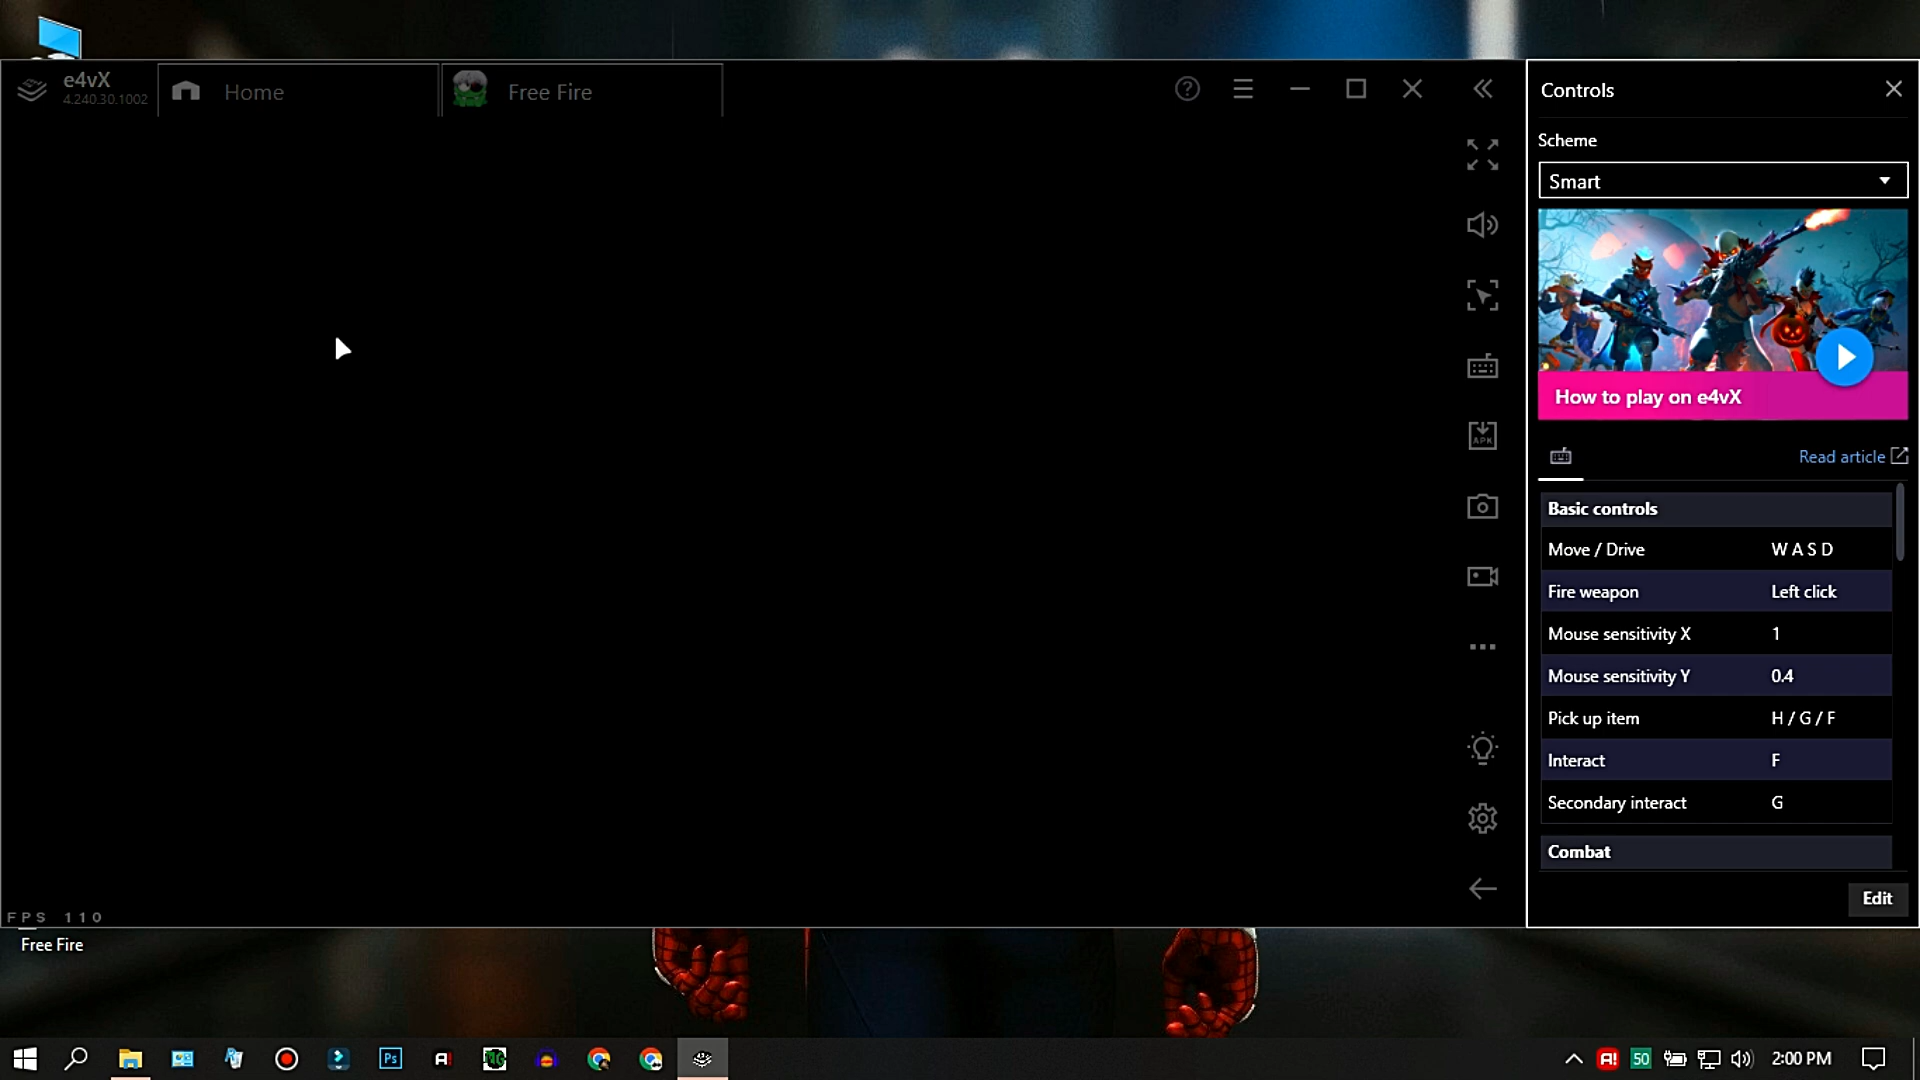 e4vX
4.240.30.1002
Home
Free Fire
Controls
Scheme
Smart
How to play on e4vX
APK
Read article
Basic controls
Move / Drive W A S D
Fire weapon Left click
Mouse sensitivity X 1
Mouse sensitivity Y 0.4
Pick up item H / G / F
Interact F
Secondary interact G
Combat
Edit
FPS 110
Free Fire
Ps
A!
A!
50
2:00 PM